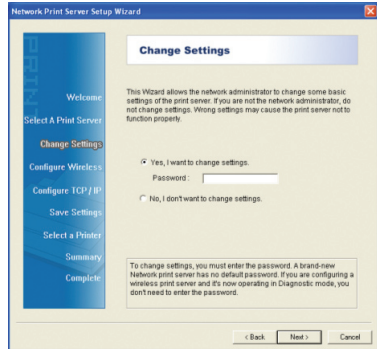 Network Print Server Setup Wizard
PRINT
Change Settings
Welcome
Select A Print Server
Change Settings
Configure Wireless
Configure TCP / IP
Save Settings
Select a Printer
Summary
Complete
This Wizard allows the network administrator to change some basic
settings of the print server. If you are not the network administrator, do
not change settings. Wrong settings may cause the print server not to
function properly.
Yes, I want to change settings.
Password :
No, I don't want to change settings.
To change settings, you must enter the password. A brand-new
Network print server has no default password. If you are configuring a
wireless print server and it's now operating in Diagnostic mode, you
don't need to enter the password.
< Back
Next >
Cancel